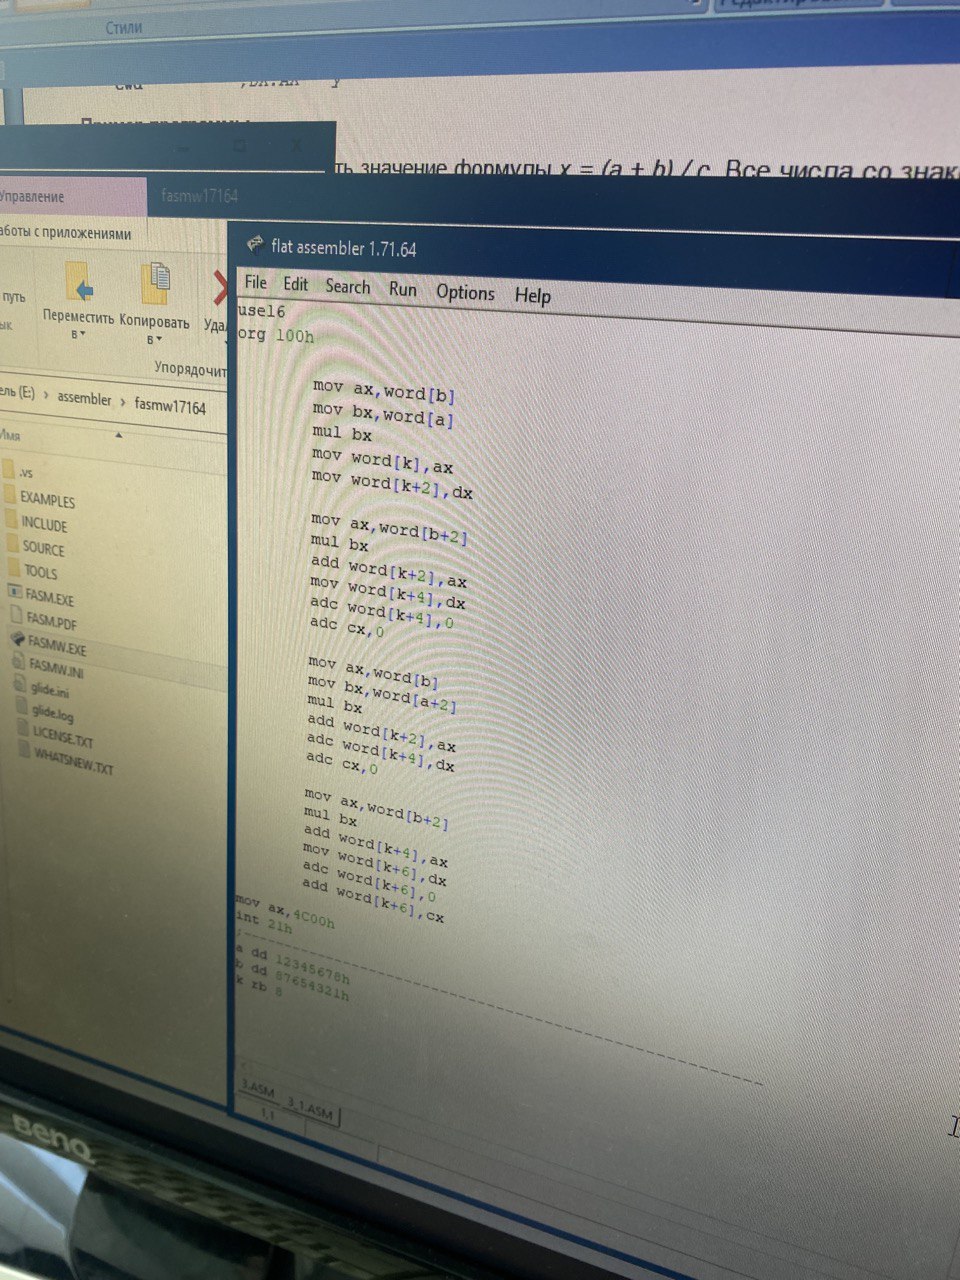 Стили
ть значение формулы x = (a + b) / c. Все числа со знак
Управление
fasmw17164
аботы с приложениями
flat assembler 1.71.64
File Edit Search Run Options Help
путь
Переместить в
Копировать в
Уда
Упорядочит
ель (E:) > assembler > fasmw17164
Имя
.vs
EXAMPLES
INCLUDE
SOURCE
TOOLS
FASM.EXE
FASM.PDF
FASMW.EXE
FASMW.INI
glide.ini
glide.log
LICENSE.TXT
WHATSNEW.TXT
use16
org 100h
mov ax,word[b]
mov bx,word[a]
mul bx
mov word[k],ax
mov word[k+2],dx
mov ax,word[b+2]
mul bx
add word[k+2],ax
mov word[k+4],dx
adc word[k+4],0
adc cx,0
mov ax,word[b]
mov bx,word[a+2]
mul bx
add word[k+2],ax
adc word[k+4],dx
adc cx,0
mov ax,word[b+2]
mul bx
add word[k+4],ax
mov word[k+6],dx
adc word[k+6],0
add word[k+6],cx
mov ax,4C00h
int 21h
;-----------------------------------------------
a dd 12345678h
b dd 87654321h
k rb 8
3.ASM 3_1.ASM
1,1
BenQ